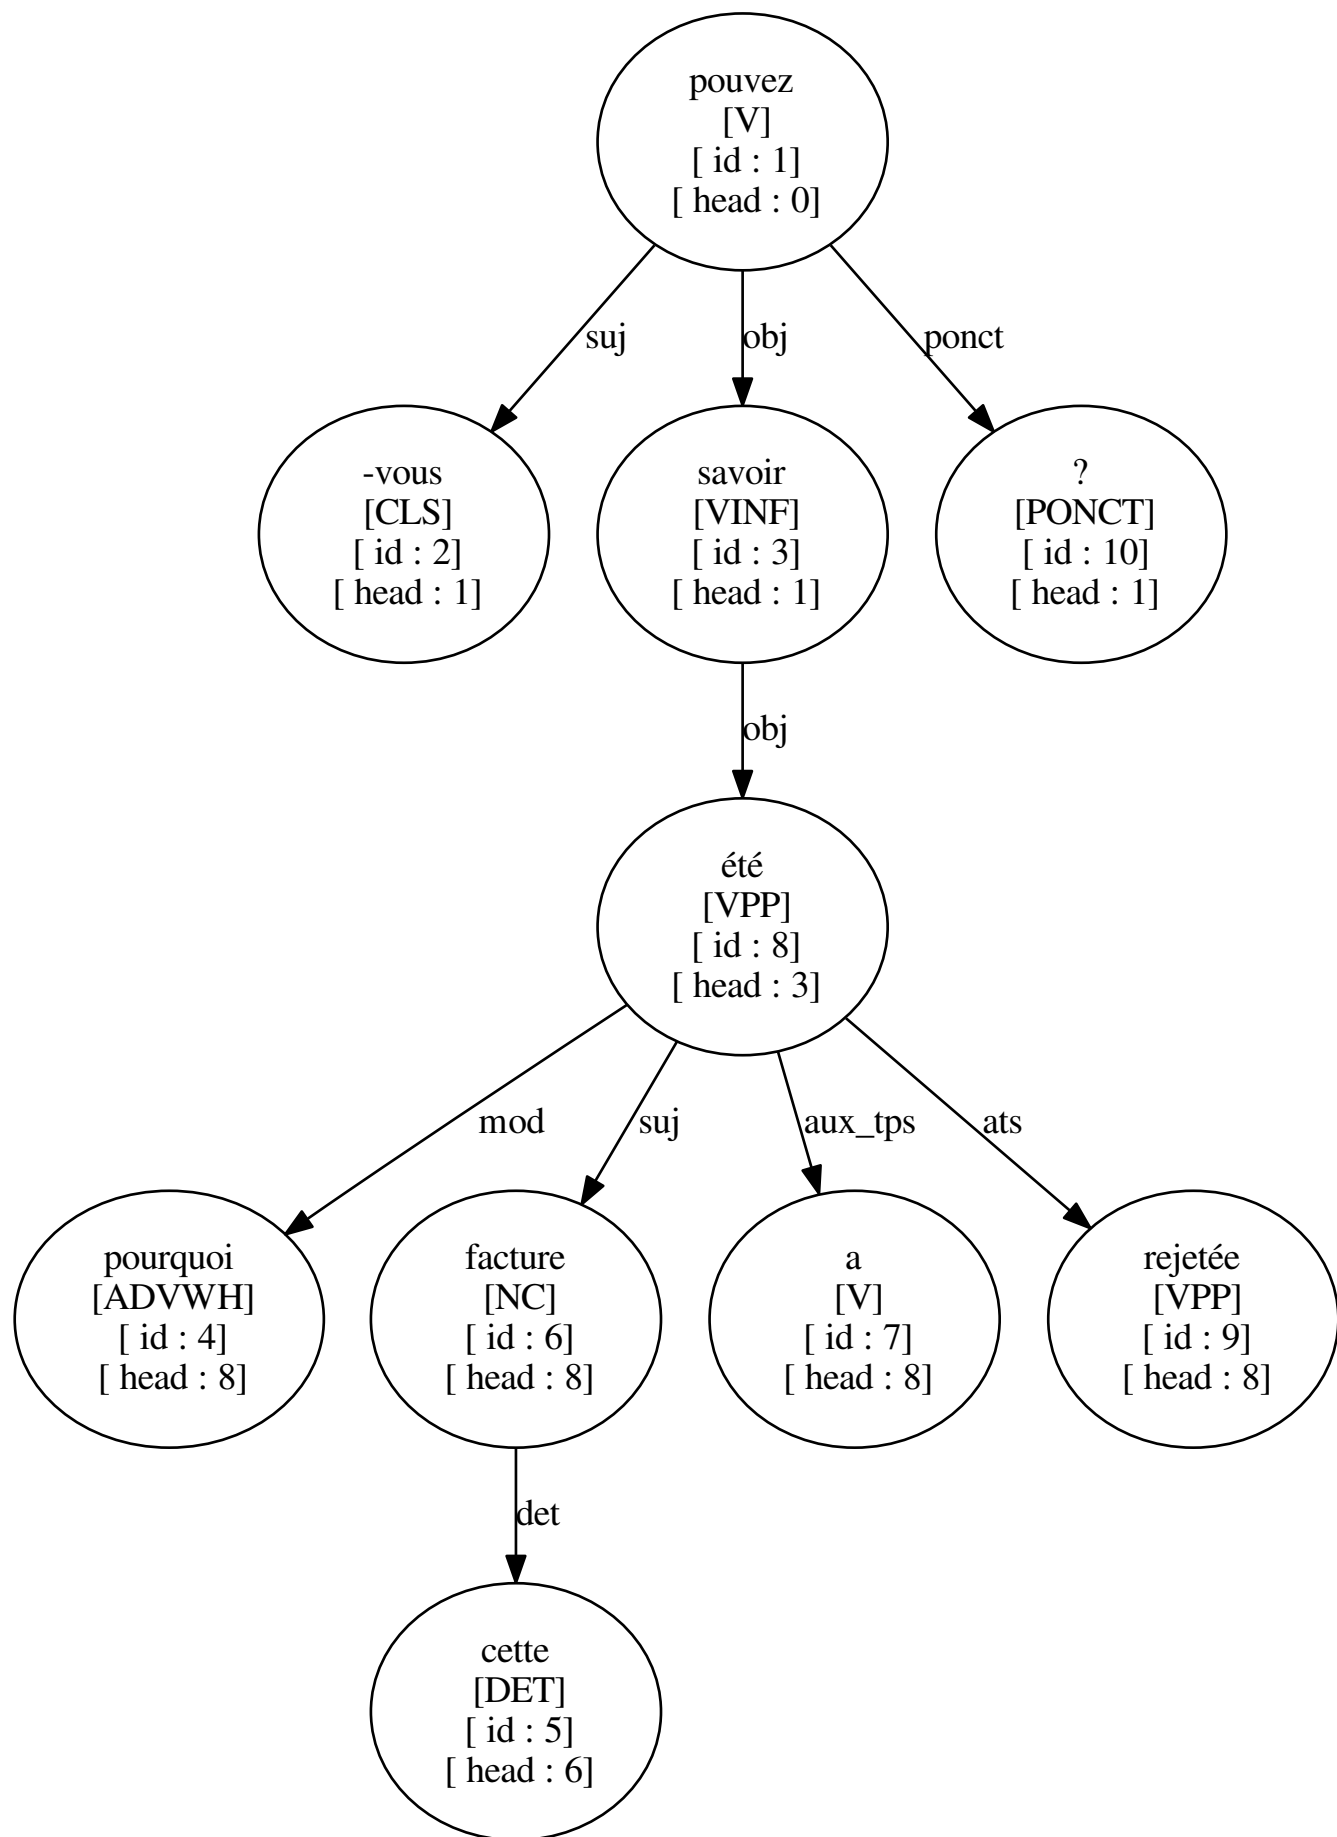 pouvez
[V]
[ id : 1]
[ head : 0]
suj
obj
ponct
-vous
[CLS]
[ id : 2]
[ head : 1]
savoir
[VINF]
[ id : 3]
[ head : 1]
?
[PONCT]
[ id : 10]
[ head : 1]
obj
été
[VPP]
[ id : 8]
[ head : 3]
mod
suj
aux_tps
ats
pourquoi
[ADVWH]
[ id : 4]
[ head : 8]
facture
[NC]
[ id : 6]
[ head : 8]
a
[V]
[ id : 7]
[ head : 8]
rejetée
[VPP]
[ id : 9]
[ head : 8]
det
cette
[DET]
[ id : 5]
[ head : 6]